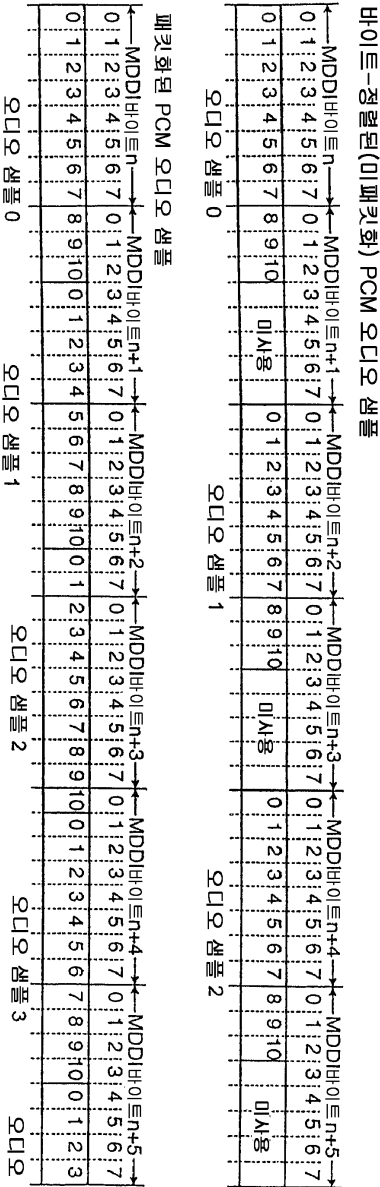 바이트-정렬된(미패킷화) PCM 오디오 샘플
MDDI바이트n MDDI바이트n+1 MDDI바이트n+2 MDDI바이트n+3 MDDI바이트n+4 MDDI바이트n+5
0 1 2 3 4 5 6 7 0 1 2 3 4 5 6 7 0 1 2 3 4 5 6 7 0 1 2 3 4 5 6 7 0 1 2 3 4 5 6 7 0 1 2 3 4 5 6 7
0 1 2 3 4 5 6 7 8 9 10 미사용 0 1 2 3 4 5 6 7 8 9 10 미사용 0 1 2 3 4 5 6 7 8 9 10 미사용
오디오 샘플 0 오디오 샘플 1 오디오 샘플 2
패킷화된 PCM 오디오 샘플
MDDI바이트n MDDI바이트n+1 MDDI바이트n+2 MDDI바이트n+3 MDDI바이트n+4 MDDI바이트n+5
0 1 2 3 4 5 6 7 0 1 2 3 4 5 6 7 0 1 2 3 4 5 6 7 0 1 2 3 4 5 6 7 0 1 2 3 4 5 6 7 0 1 2 3 4 5 6 7
0 1 2 3 4 5 6 7 8 9 10 0 1 2 3 4 5 6 7 8 9 10 0 1 2 3 4 5 6 7 8 9 10 0 1 2 3 4 5 6 7 8 9 10 0 1 2 3
오디오 샘플 0 오디오 샘플 1 오디오 샘플 2 오디오 샘플 3 오디오